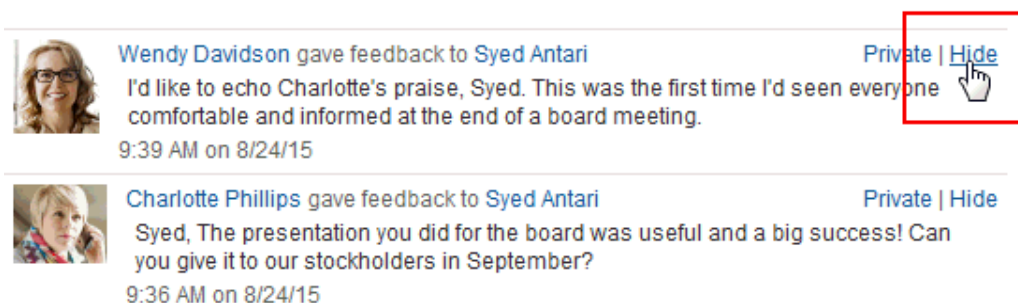 Wendy Davidson gave feedback to Syed Antari Private | Hide
I'd like to echo Charlotte's praise, Syed. This was the first time I'd seen everyone
comfortable and informed at the end of a board meeting.
9:39 AM on 8/24/15
Charlotte Phillips gave feedback to Syed Antari Private | Hide
Syed, The presentation you did for the board was useful and a big success! Can
you give it to our stockholders in September?
9:36 AM on 8/24/15